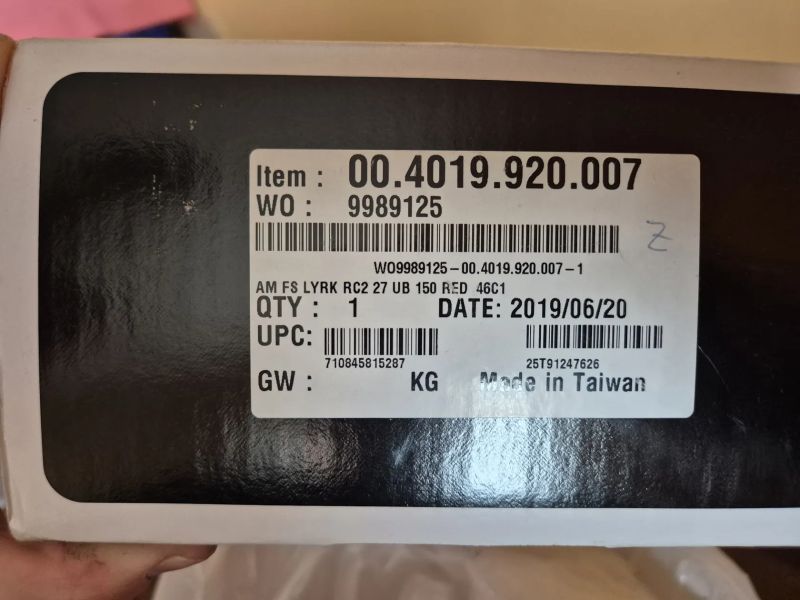 Item : 00.4019.920.007
WO : 9989125
Z
WO9989125-00.4019.920.007-1
AM FS LYRK RC2 27 UB 150 RED 46C1
QTY : 1 DATE: 2019/06/20
UPC:
710845815287 25T91247626
GW : KG Made in Taiwan